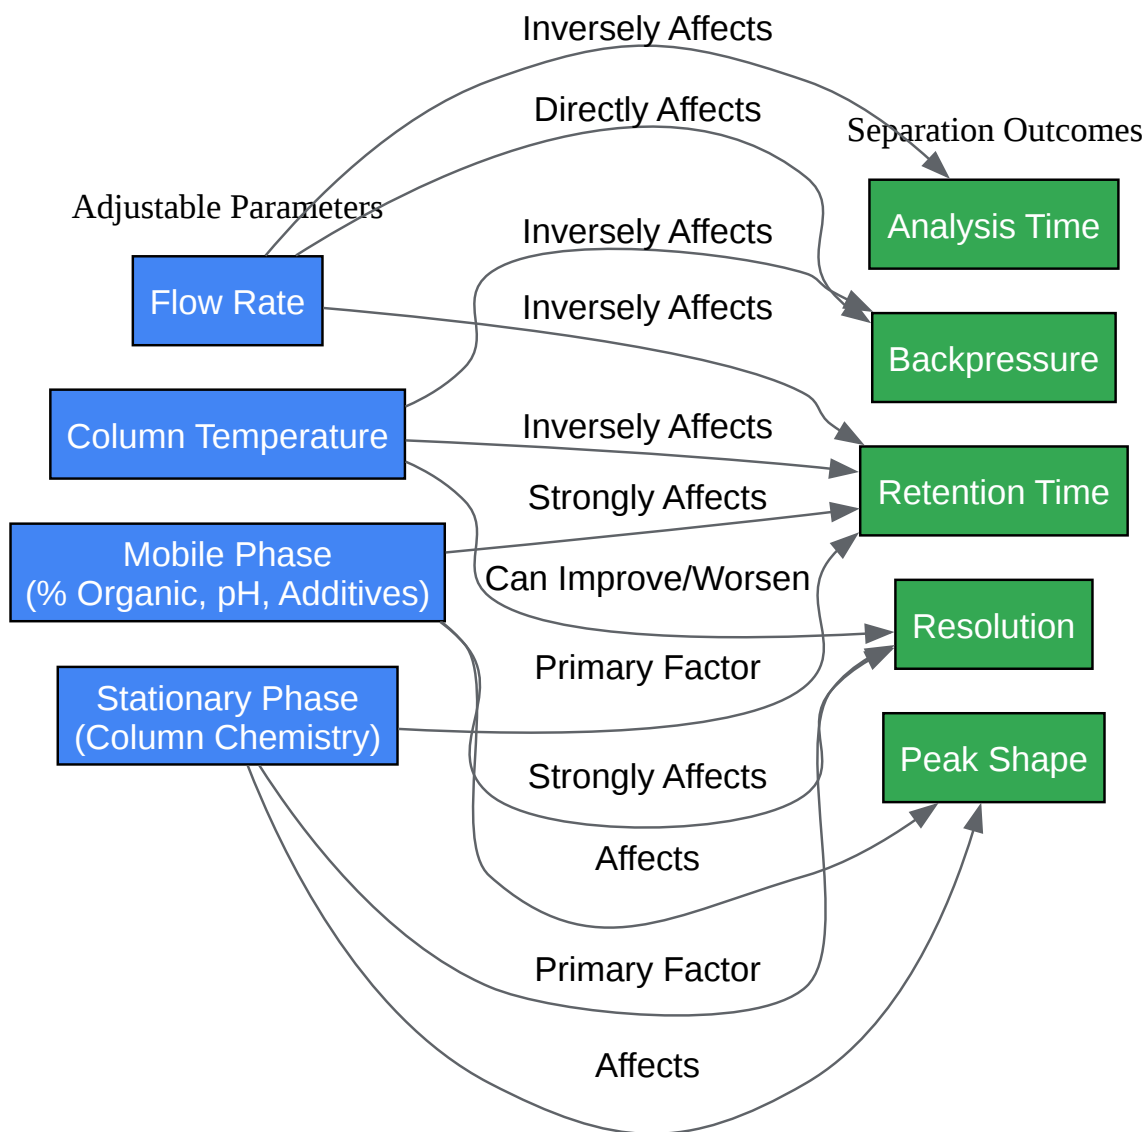 Inversely Affects
Directly Affects
Separation Outcomes
Adjustable Parameters
Analysis Time
Inversely Affects
Flow Rate
Inversely Affects
Backpressure
Column Temperature
Inversely Affects
Retention Time
Strongly Affects
Mobile Phase
(% Organic, pH, Additives)
Can Improve/Worsen
Resolution
Primary Factor
Stationary Phase
(Column Chemistry)
Peak Shape
Strongly Affects
Affects
Primary Factor
Affects